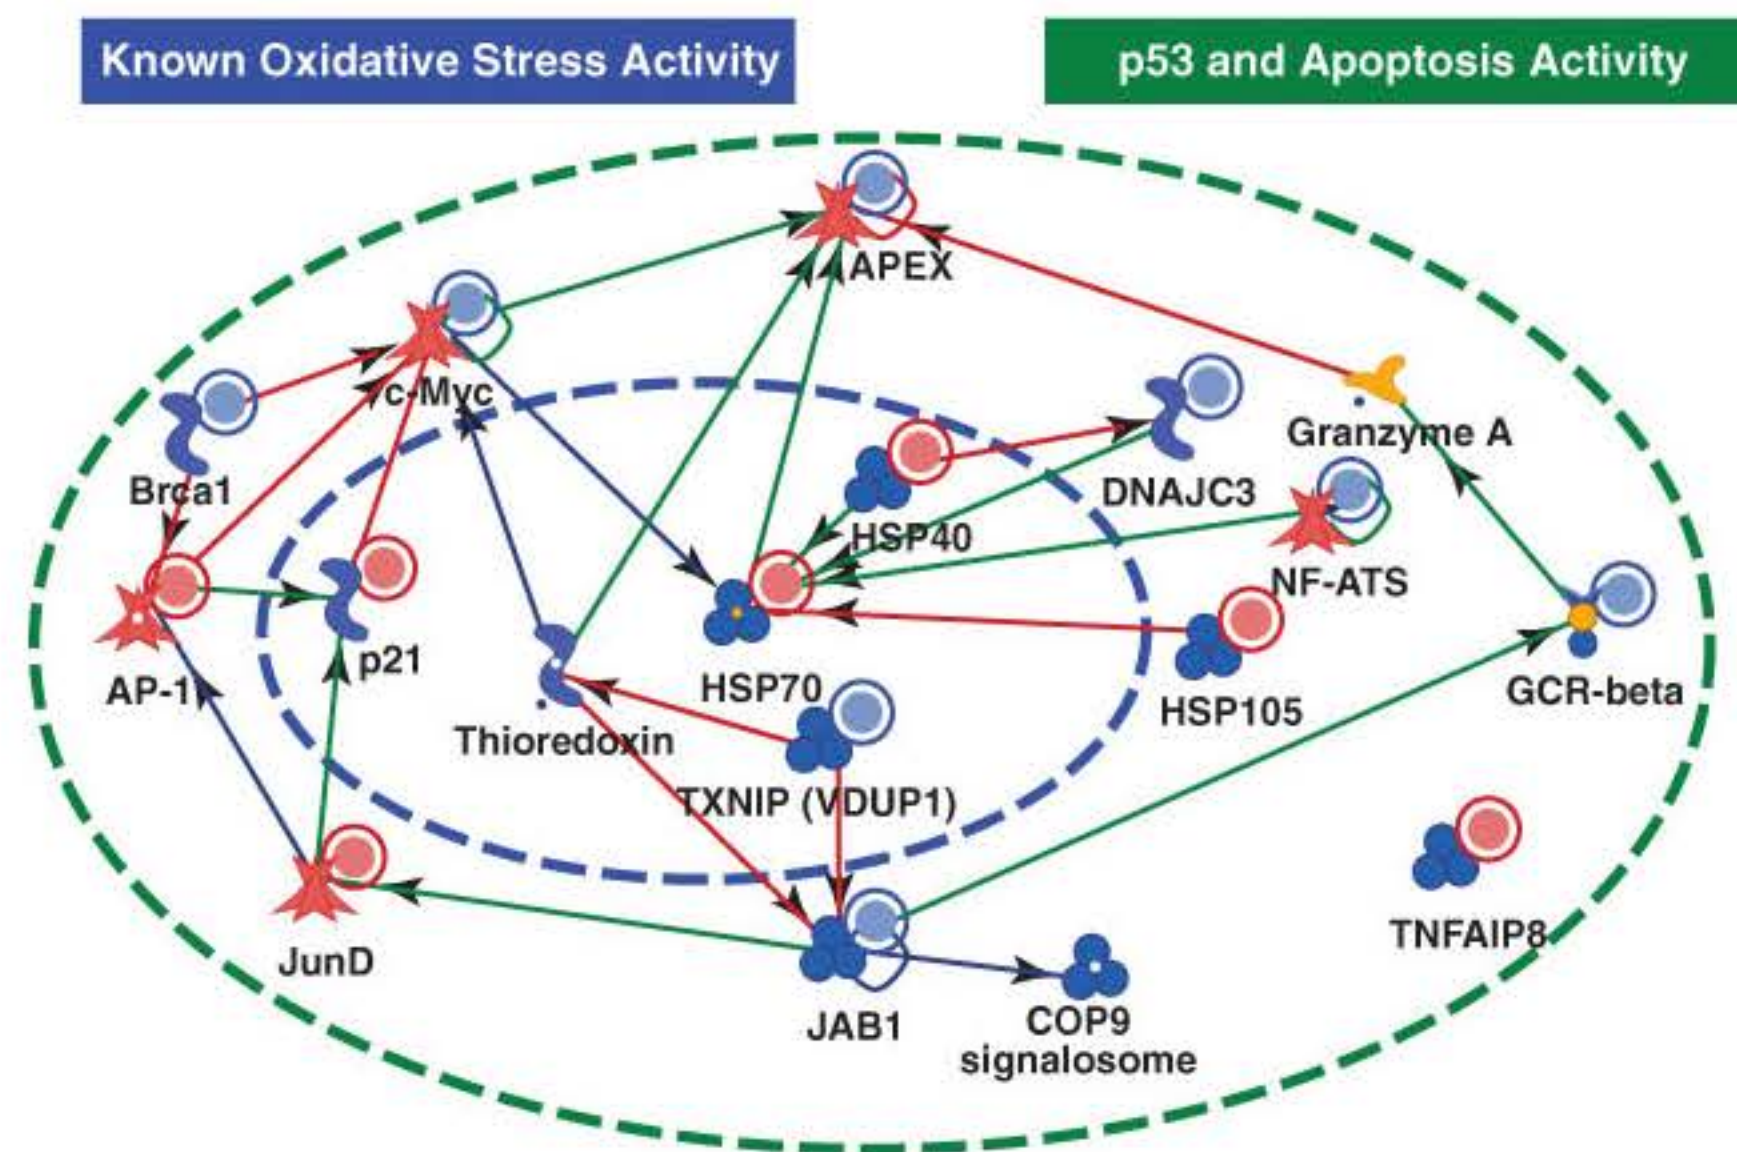 Known Oxidative Stress Activity
p53 and Apoptosis Activity
APEX
c-Myc
Granzyme A
Brca1
DNAJC3
HSP40
NF-ATS
AP-1
p21
HSP70
HSP105
GCR-beta
Thioredoxin
TXNIP (VDUP1)
TNFAIP8
JunD
JAB1
COP9
signalosome